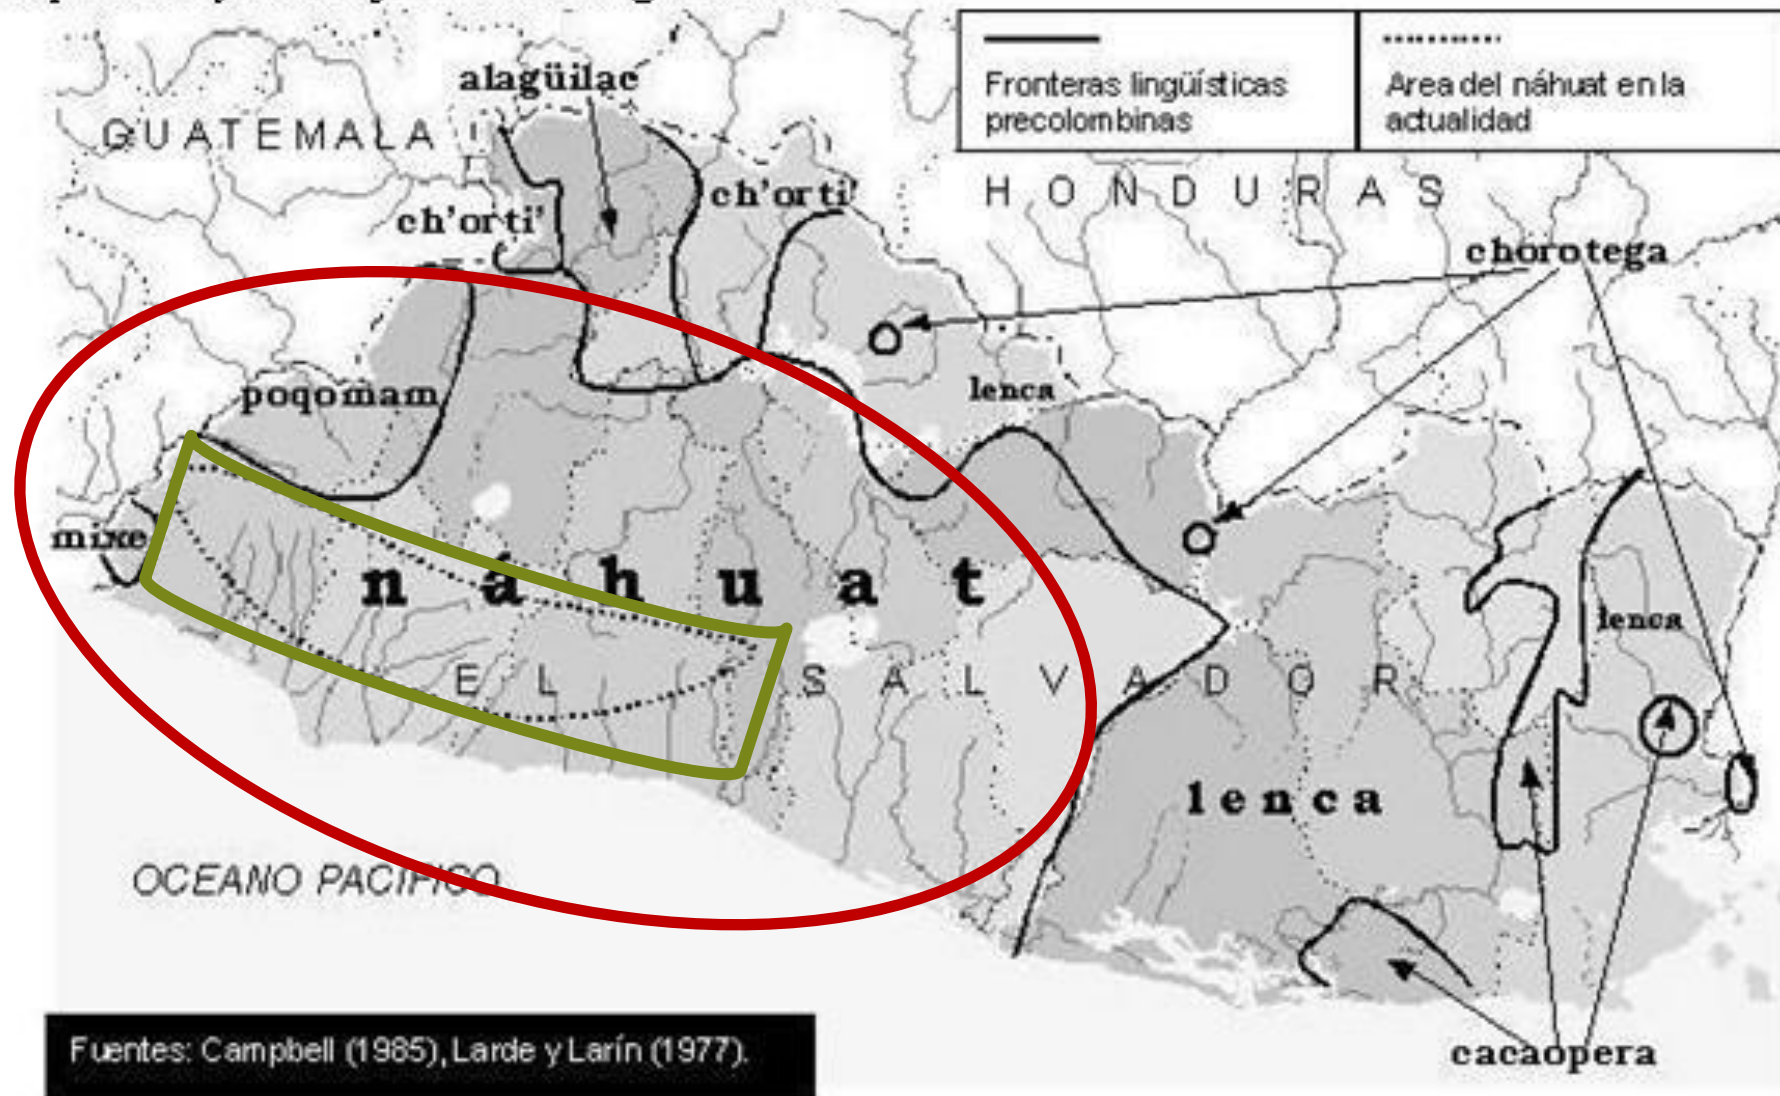 Fronteras lingüísticas
precolombinas
Area del náhuat en la
actualidad
alagüilac
GUATEMALA
ch'orti'
ch'orti'
HONDURAS
chorotega
poqomam
lenca
mixe
náhuat
lenca
EL SALVADOR
lenca
OCEANO PACIFICO
Fuentes: Campbell (1985), Larde y Larín (1977).
cacaopera